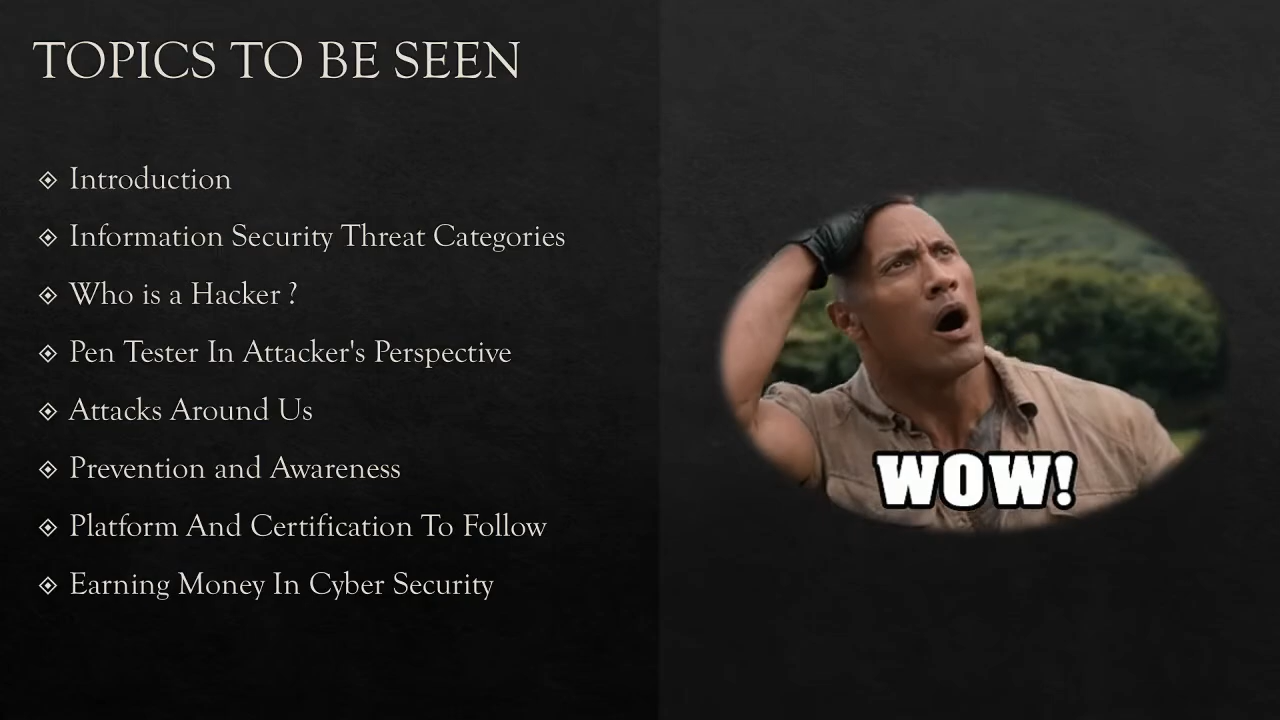 TOPICS TO BE SEEN
Introduction
Information Security Threat Categories
Who is a Hacker ?
Pen Tester In Attacker's Perspective
Attacks Around Us
Prevention and Awareness
Platform And Certification To Follow
Earning Money In Cyber Security
WOW!